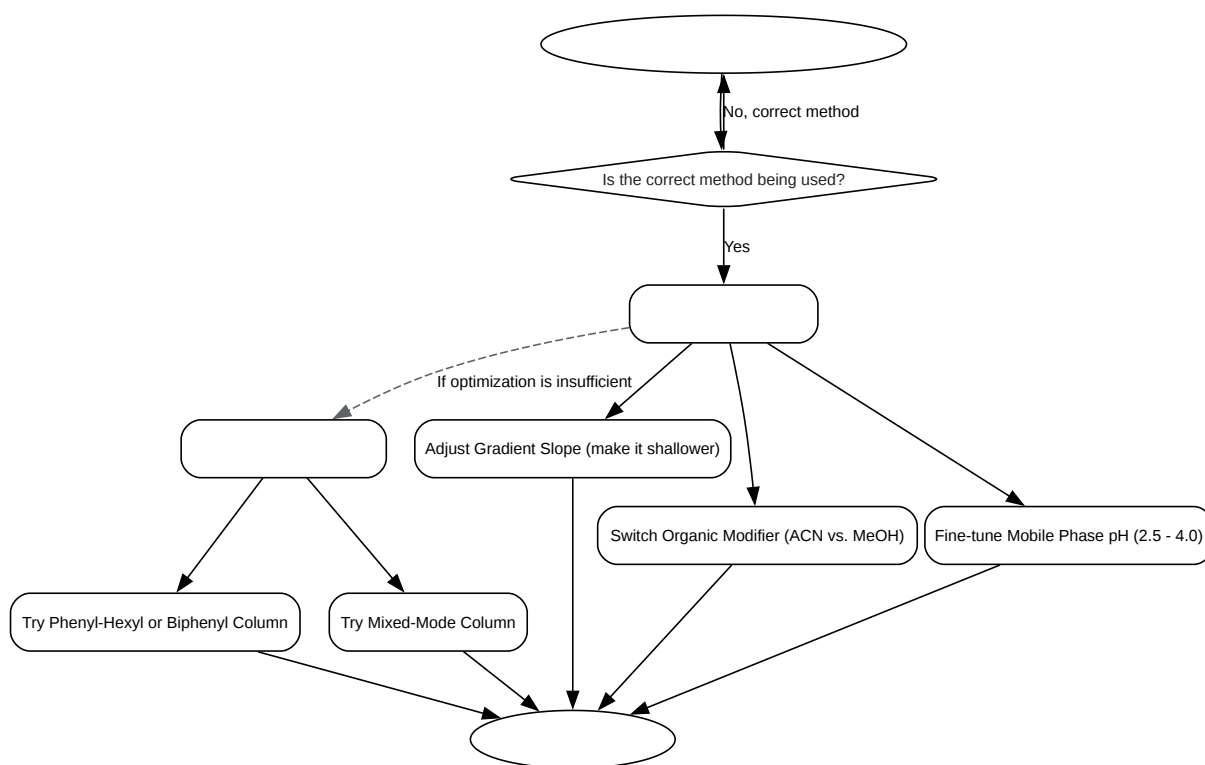 No, correct method
Is the correct method being used?
Yes
If optimization is insufficient
Adjust Gradient Slope (make it shallower)
Switch Organic Modifier (ACN vs. MeOH)
Fine-tune Mobile Phase pH (2.5 - 4.0)
Try Phenyl-Hexyl or Biphenyl Column
Try Mixed-Mode Column